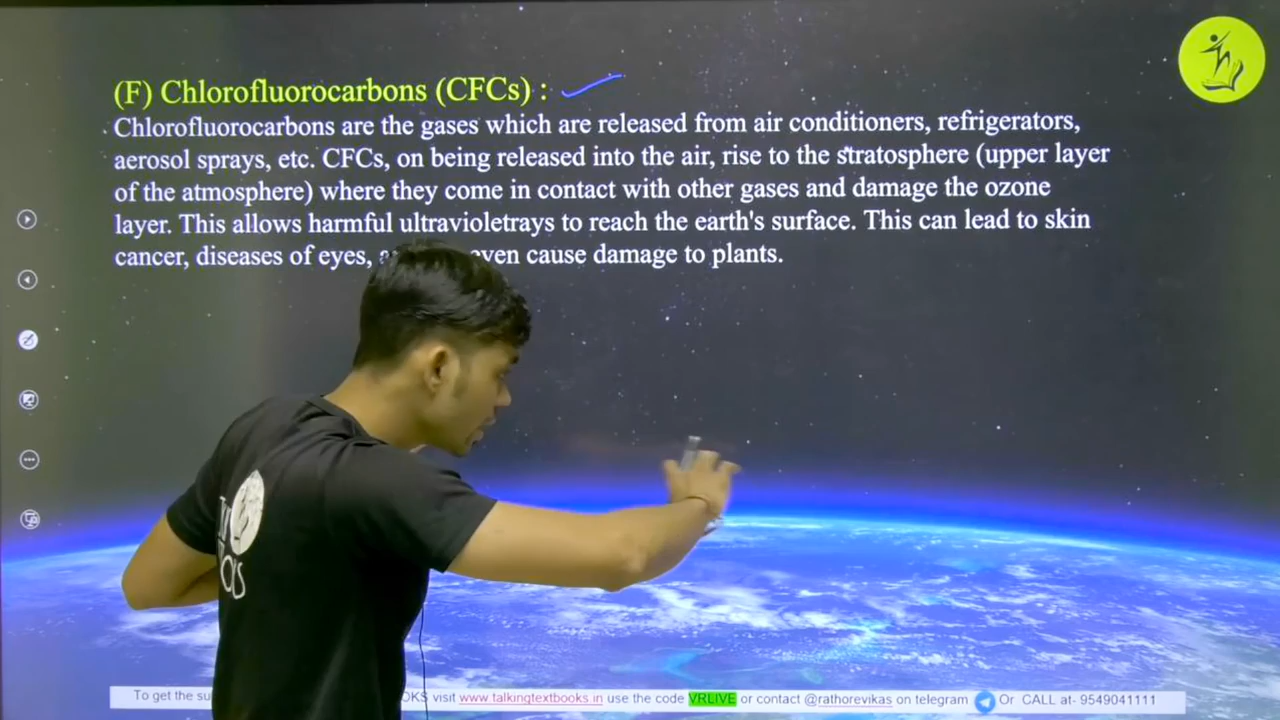 (F) Chlorofluorocarbons (CFCs) :
Chlorofluorocarbons are the gases which are released from air conditioners, refrigerators,
aerosol sprays, etc. CFCs, on being released into the air, rise to the stratosphere (upper layer
of the atmosphere) where they come in contact with other gases and damage the ozone
layer. This allows harmful ultravioletrays to reach the earth's surface. This can lead to skin
cancer, diseases of eyes, even cause damage to plants.
To get the visit www.talkingtextbooks.in use the code VRLIVE or contact @rathorevikas on telegram Or CALL at- 9549041111